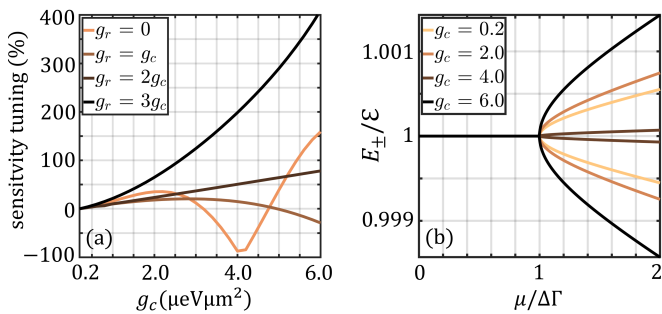 sensitvity tuning (%)
400
300
200
100
0
−100
g_r = 0
g_r = g_c
g_r = 2g_c
g_r = 3g_c
(a)
0.2 2.0 4.0 6.0
g_c(μeVμm²)
E_±/ℰ
1.001
1
0.999
g_c = 0.2
g_c = 2.0
g_c = 4.0
g_c = 6.0
(b)
0 1 2
μ/ΔΓ